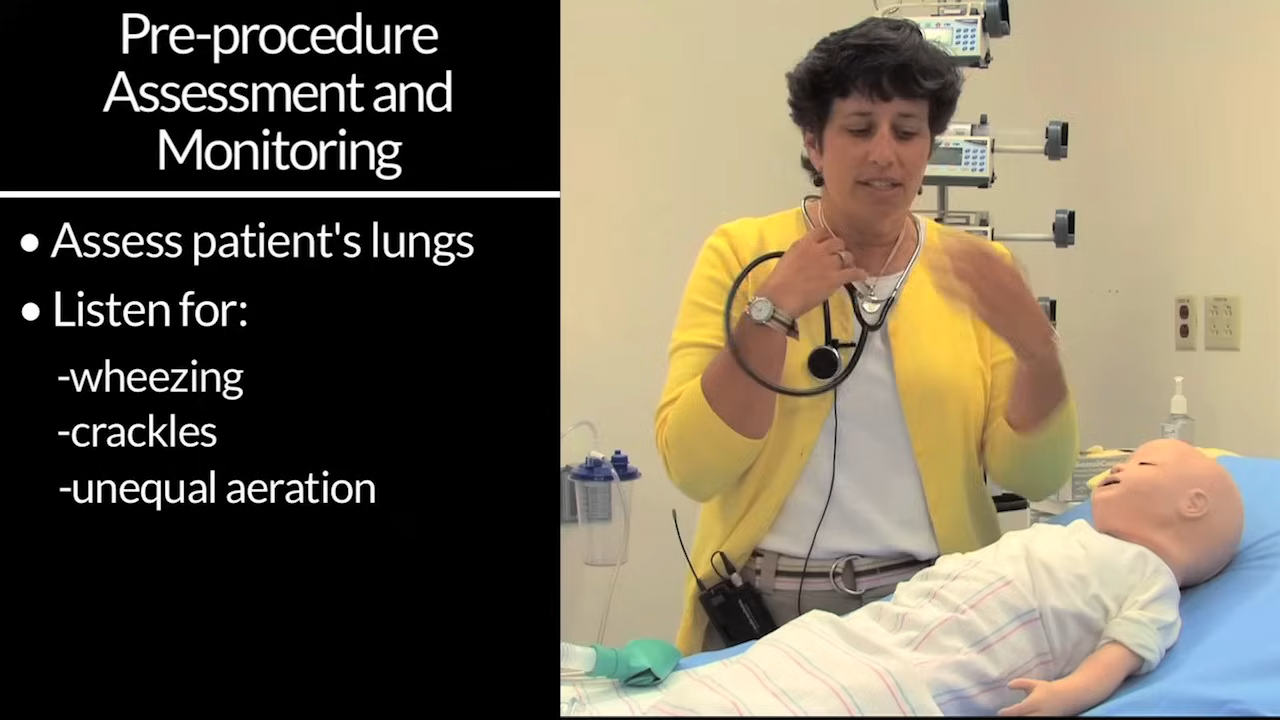 Pre-procedure
Assessment and
Monitoring
• Assess patient's lungs
• Listen for:
-wheezing
-crackles
-unequal aeration